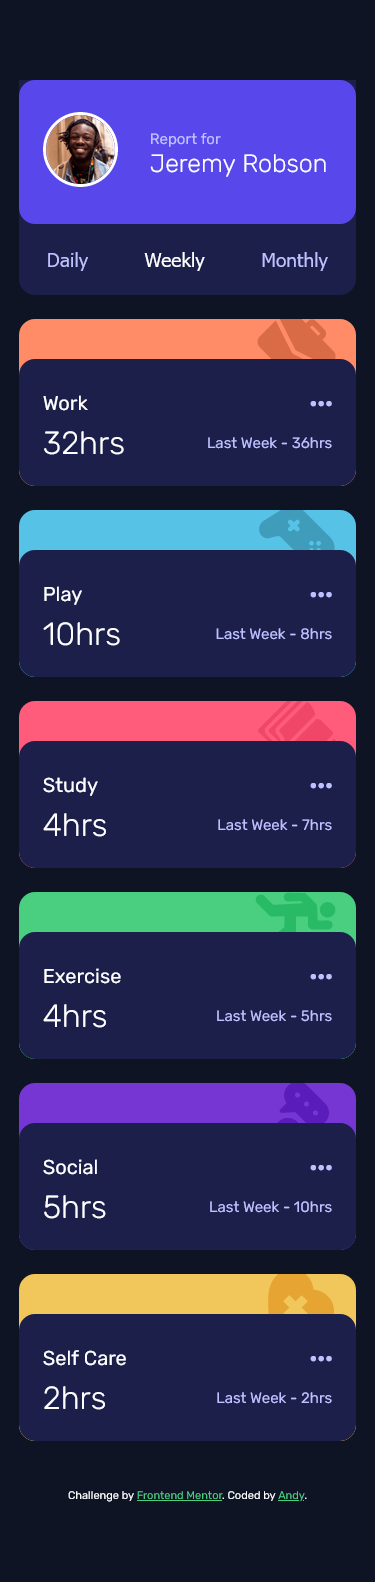 Report for
Jeremy Robson
Daily Weekly Monthly
Work
32hrs Last Week - 36hrs
Play
10hrs Last Week - 8hrs
Study
4hrs Last Week - 7hrs
Exercise
4hrs Last Week - 5hrs
Social
5hrs Last Week - 10hrs
Self Care
2hrs Last Week - 2hrs
Challenge by Frontend Mentor. Coded by Andy.